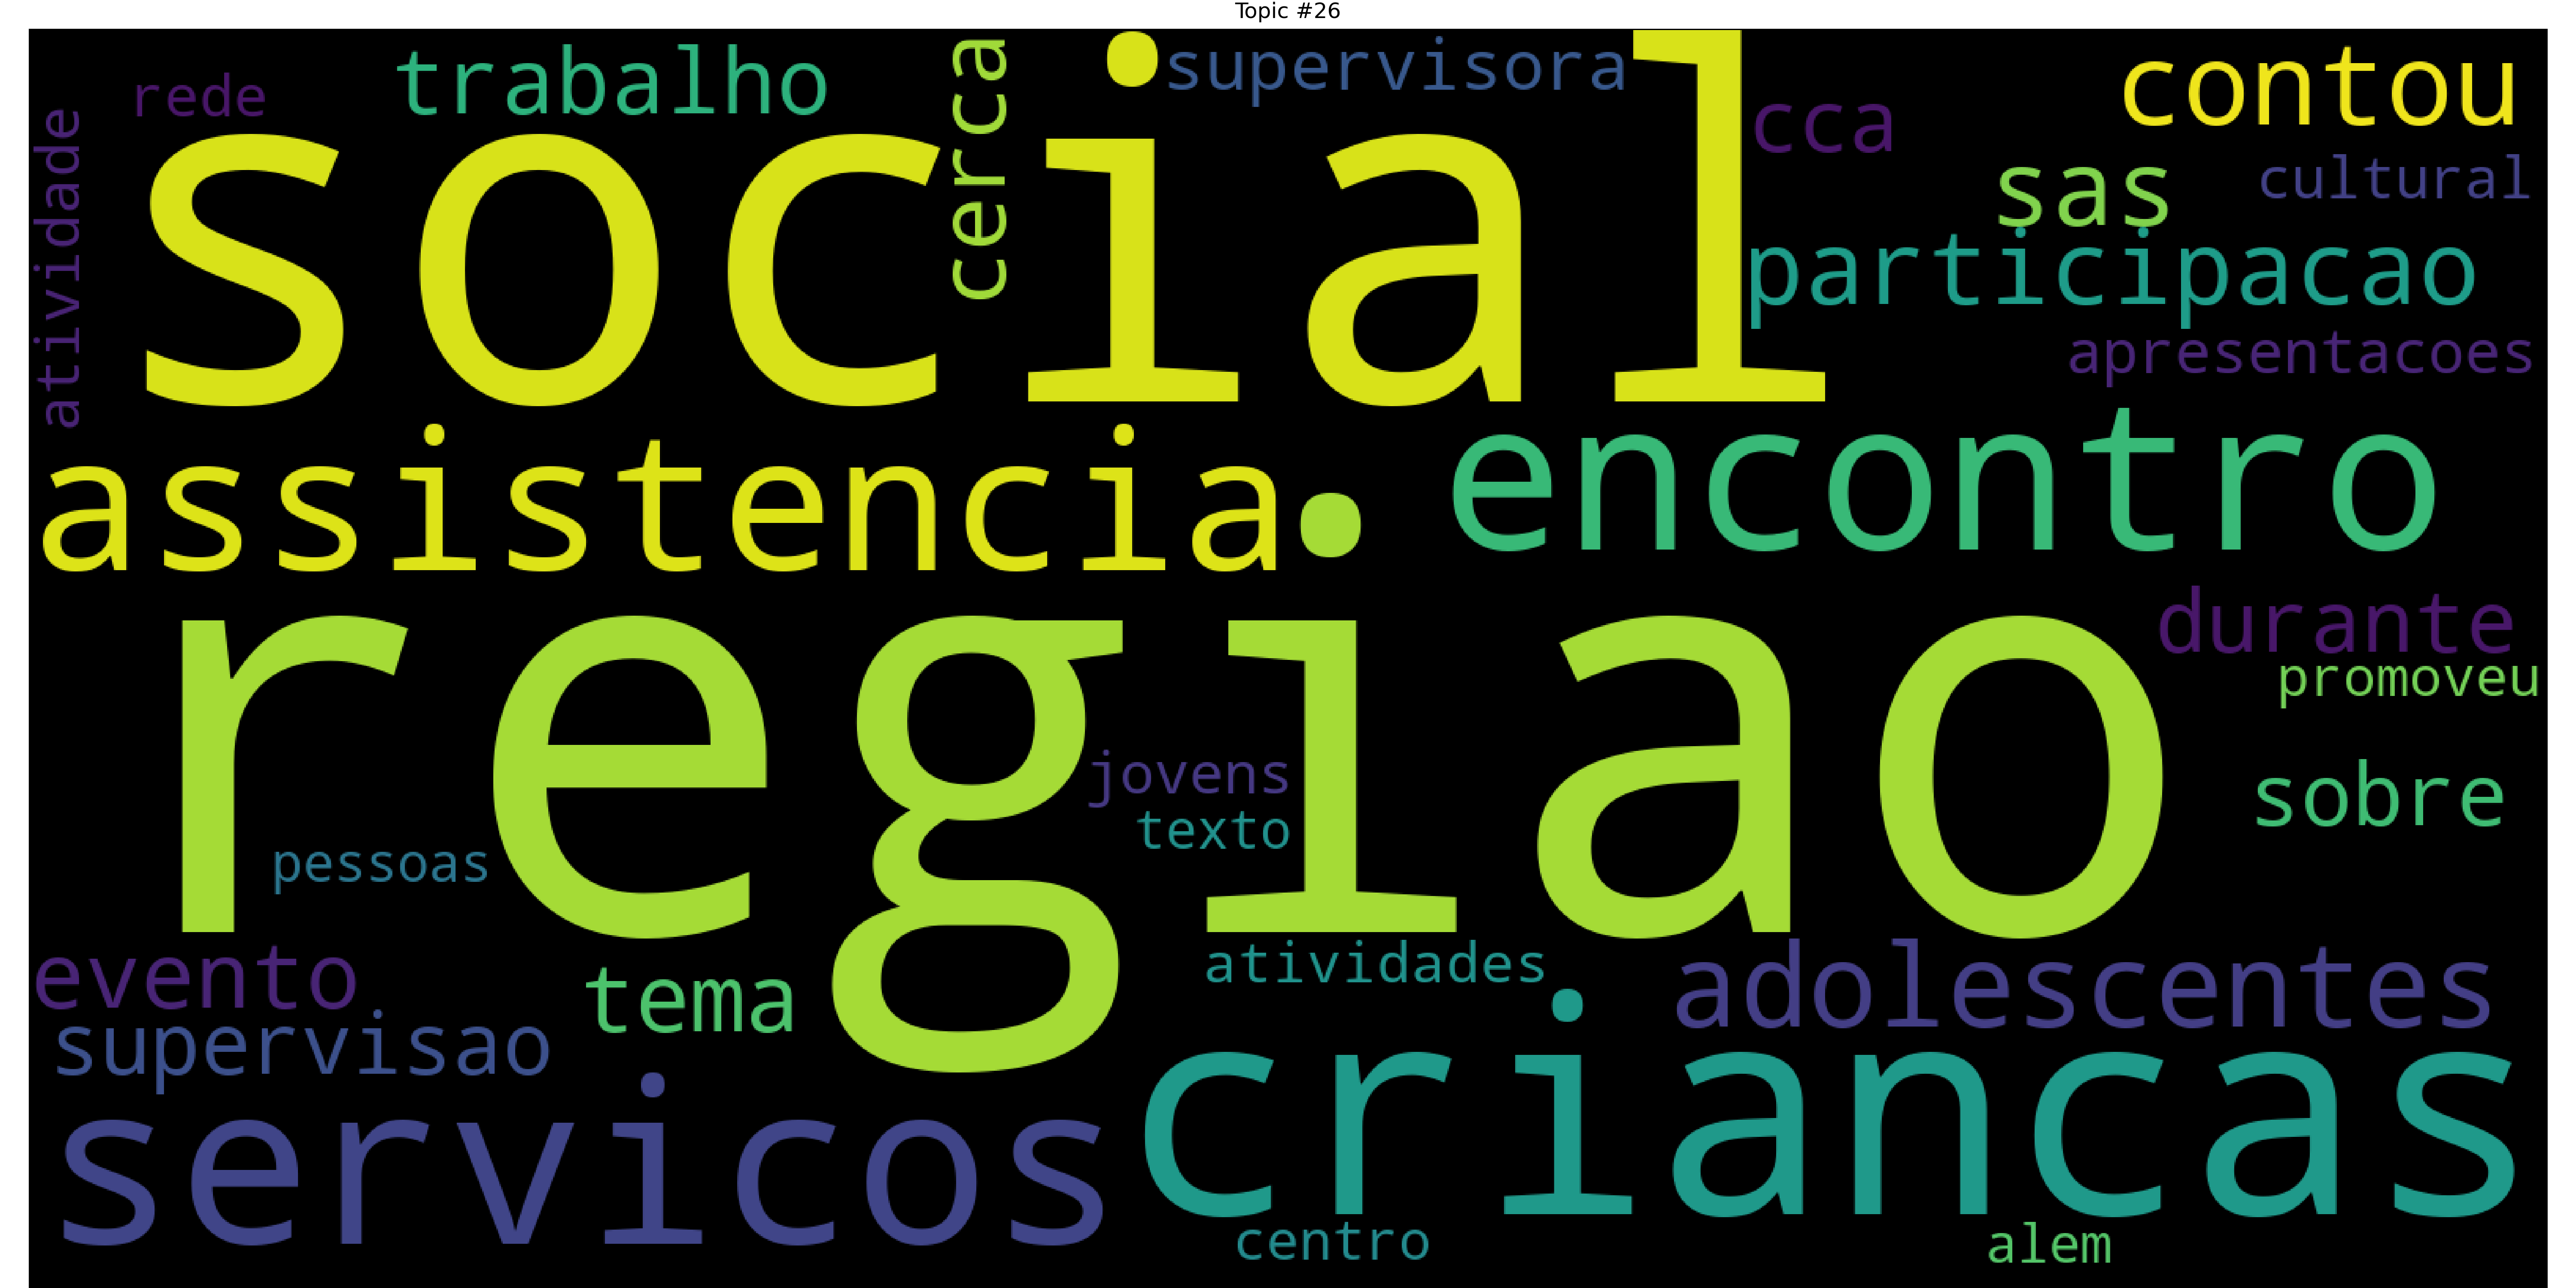 Topic #26
rede
trabalho
cerca
supervisora
cca
contou
atividade
social
sas
cultural
participacao
apresentacoes
assistencia
encontro
regiao
durante
promoveu
jovens
texto
sobre
pessoas
evento
tema
atividades
adolescentes
supervisao
servicos
criancas
centro
alem